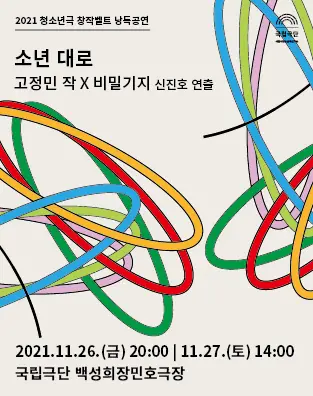 2021 청소년극 창작벨트 낭독공연
국립극단
소년 대로
고정민 작 X 비밀기지 신진호 연출
2021.11.26.(금) 20:00 | 11.27.(토) 14:00
국립극단 백성희장민호극장